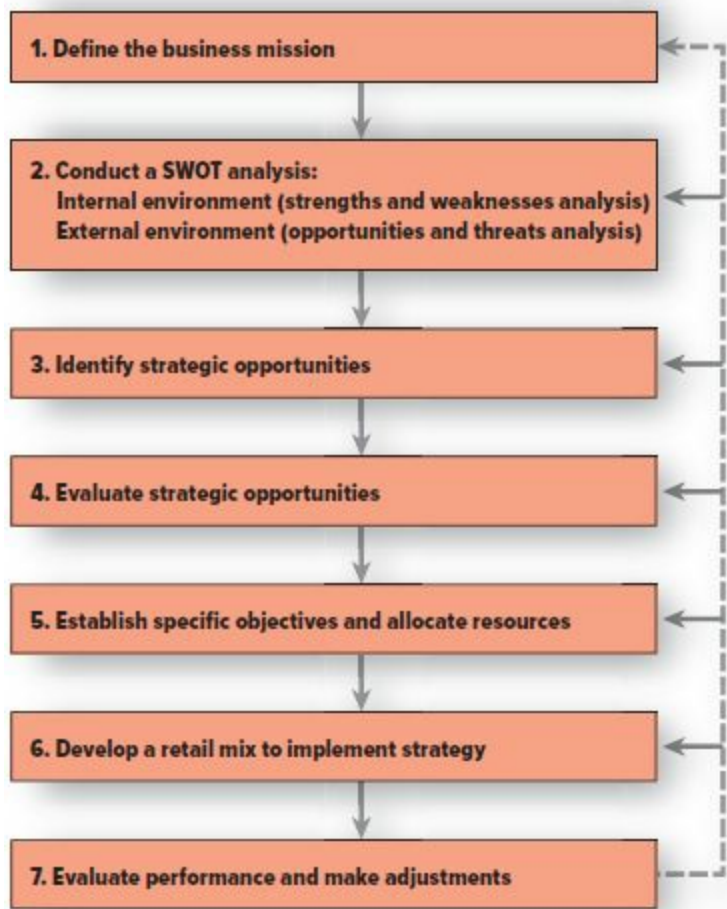 1. Define the business mission
2. Conduct a SWOT analysis:
Internal environment (strengths and weaknesses analysis)
External environment (opportunities and threats analysis)
3. Identify strategic opportunities
4. Evaluate strategic opportunities
5. Establish specific objectives and allocate resources
6. Develop a retail mix to implement strategy
7. Evaluate performance and make adjustments